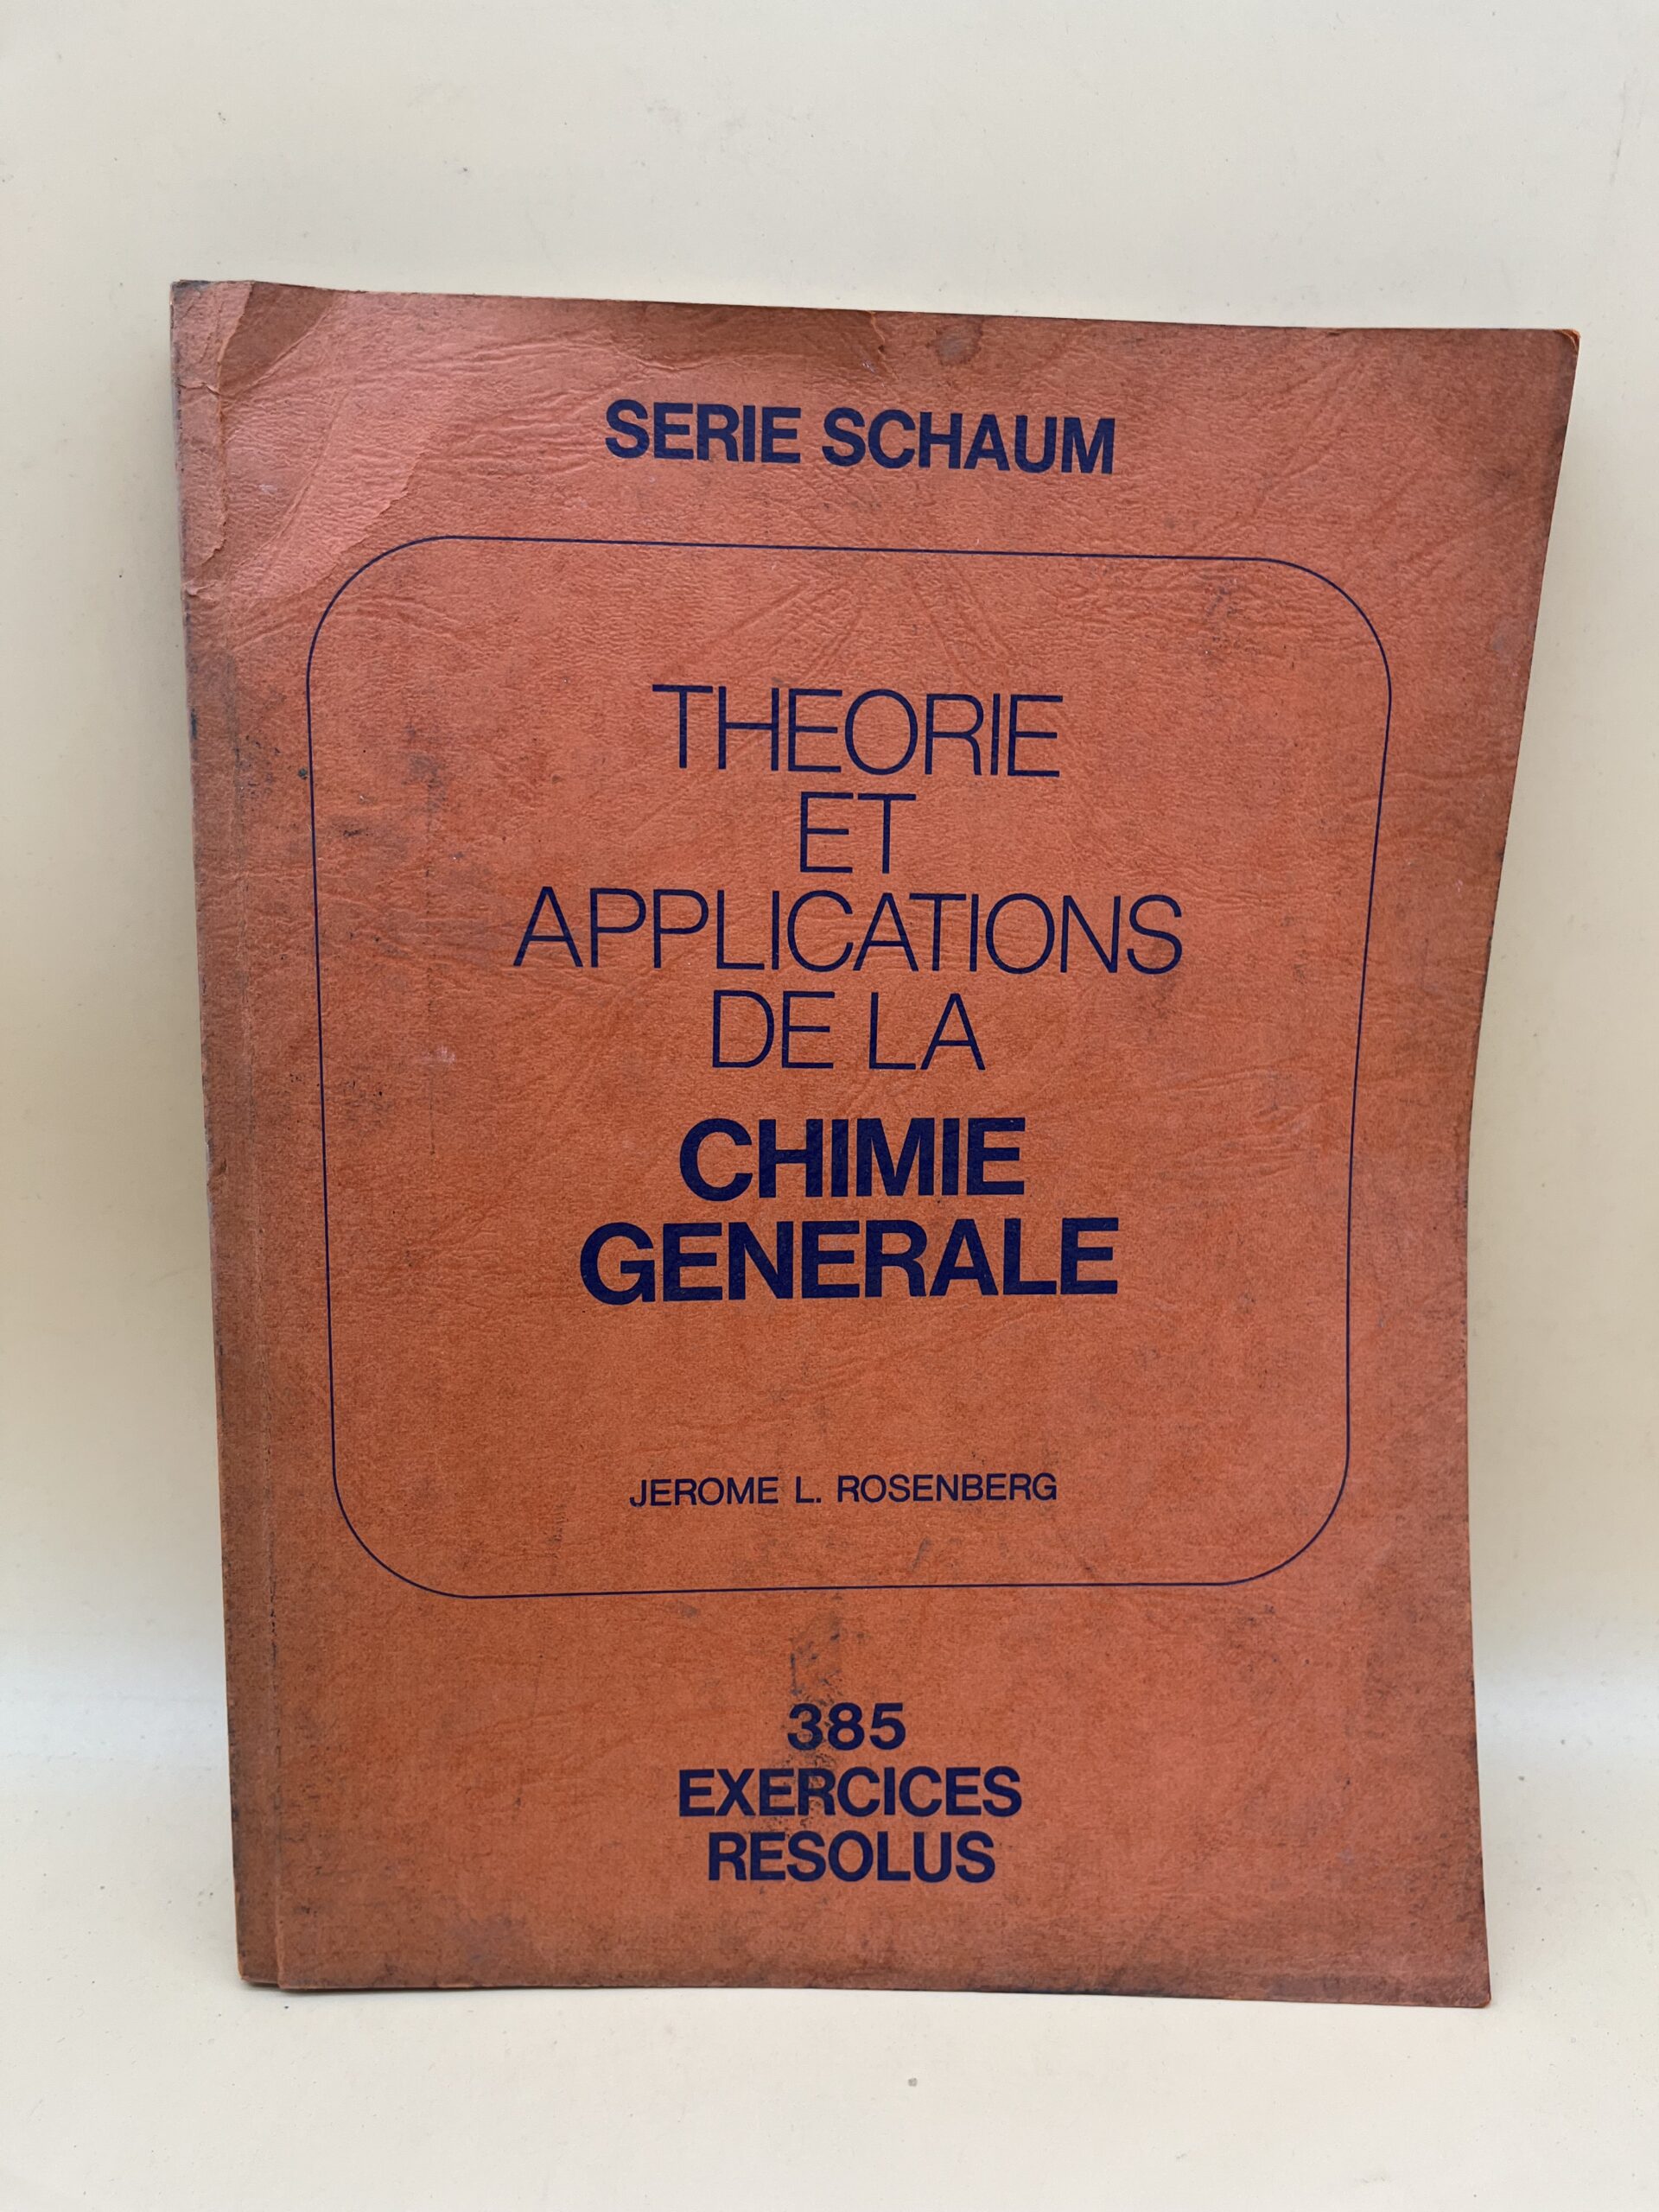 SERIE SCHAUM
THEORIE
ET
APPLICATIONS
DE LA
CHIMIE
GENERALE
JEROME L. ROSENBERG
385
EXERCICES
RESOLUS